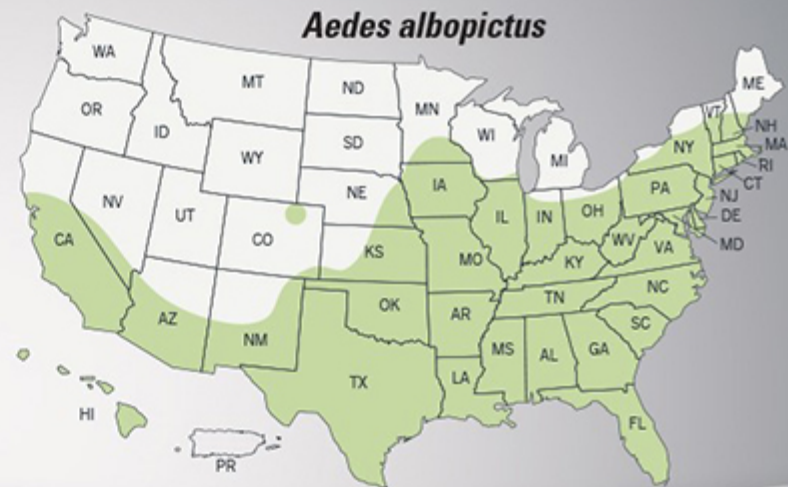 Aedes albopictus
WA
MT
ND
MN
ME
OR
ID
SD
WI
VT
NH
WY
MI
NY
MA
RI
CT
NV
UT
NE
IA
PA
NJ
CO
IL
IN
OH
DE
CA
KS
MO
WV
VA
MD
KY
AZ
NM
OK
AR
TN
NC
SC
TX
MS
AL
GA
LA
FL
HI
PR